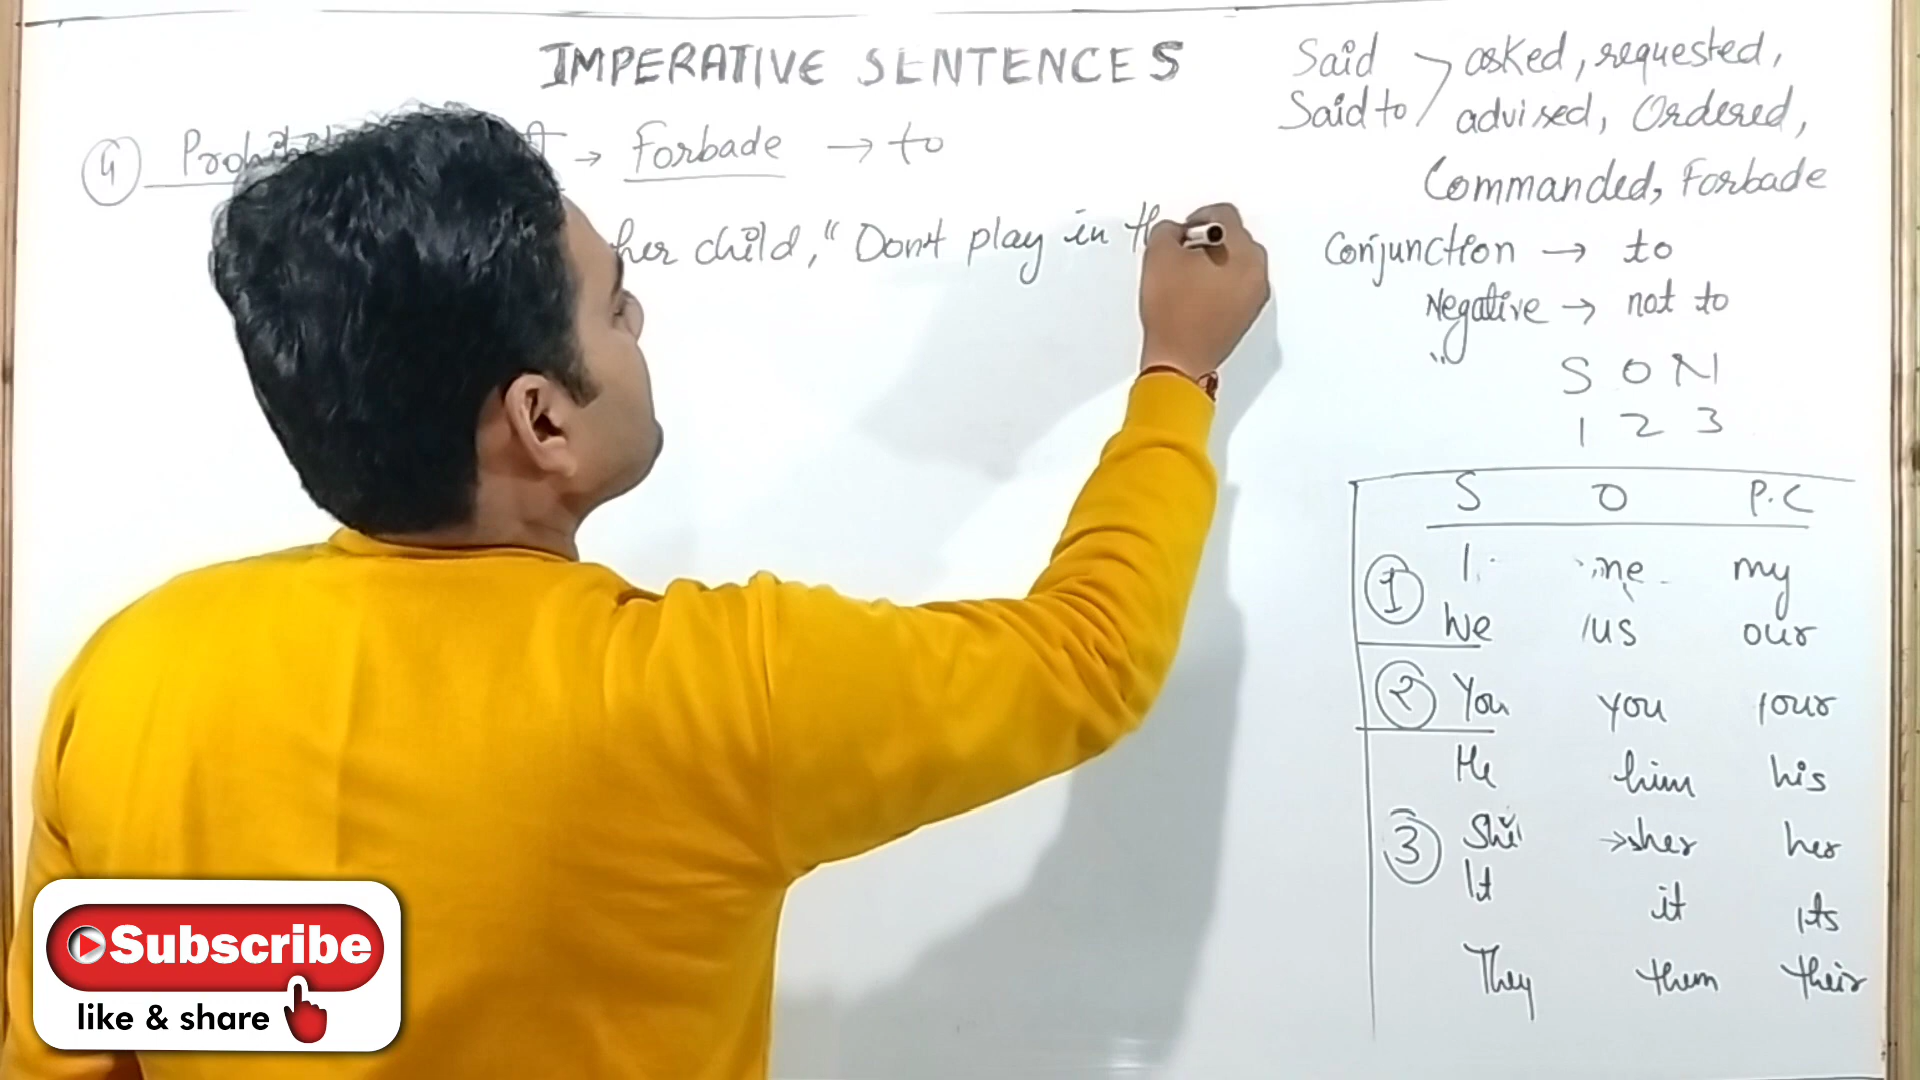 IMPERATIVE SENTENCES
4 → Forbade → to
her child, "Don't play in
Said
Said to
asked, requested,
advised, Ordered,
Commanded, Forbade
Conjunction → to
Negative → not to
"
S O N
1 2 3
S O P.C
1 I me my
We us our
2 You you your
He him his
3 She → her her
It it its
They them their
Subscribe
like & share